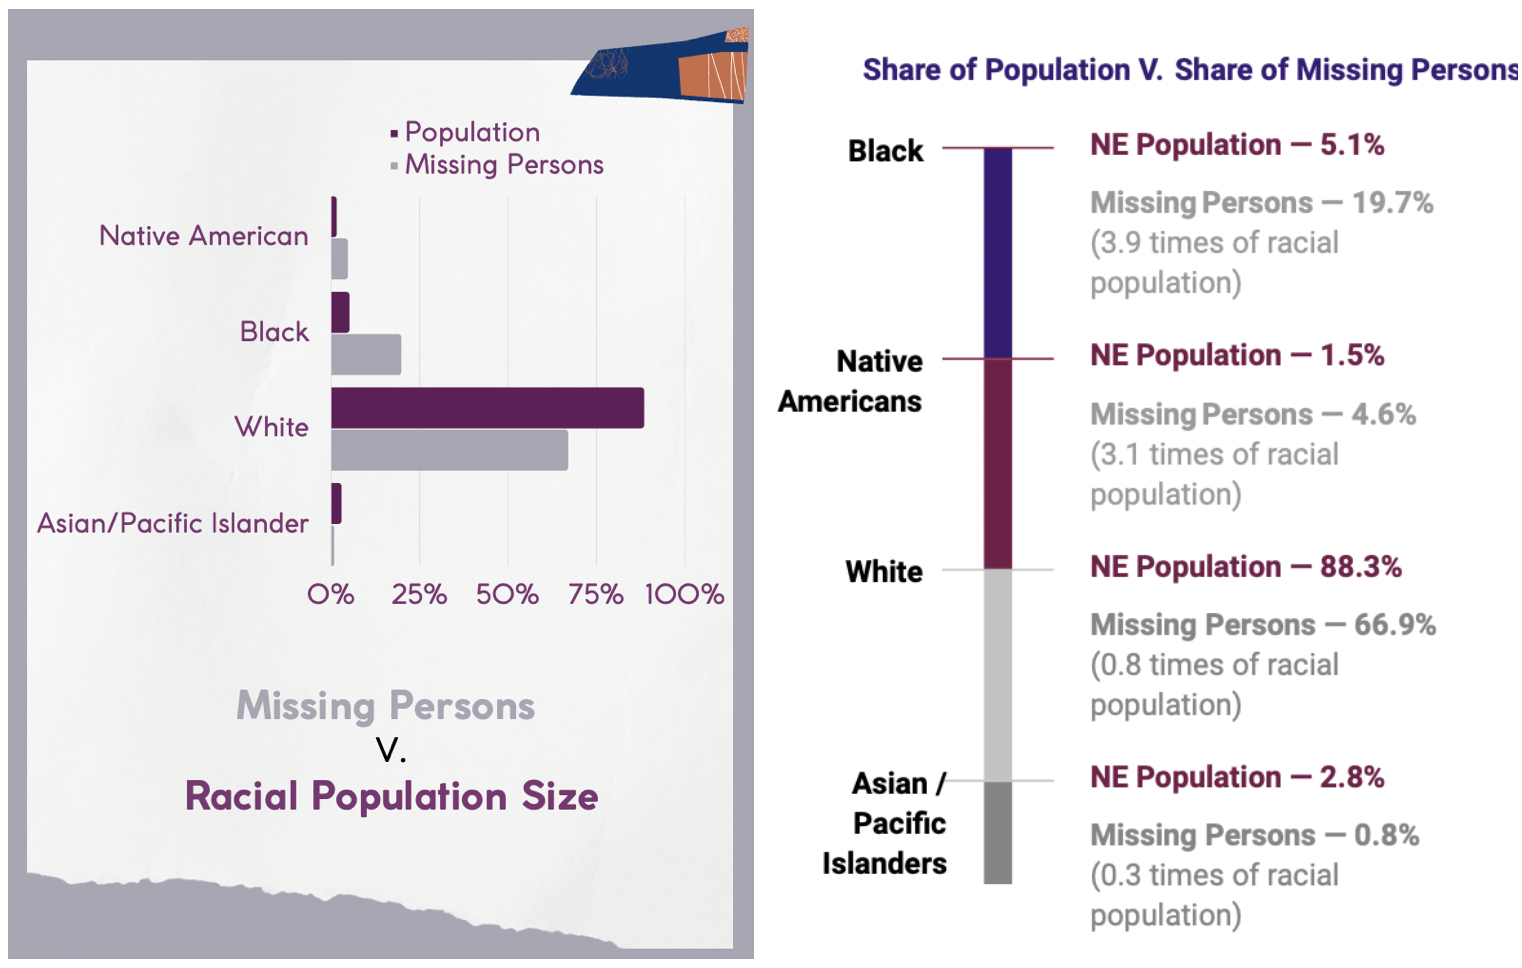 Population
Missing Persons
Native American
Black
White
Asian/Pacific Islander
0% 25% 50% 75% 100%
Missing Persons
V.
Racial Population Size
Share of Population V. Share of Missing Persons
Black
NE Population — 5.1%
Missing Persons — 19.7%
(3.9 times of racial
population)
Native
Americans
NE Population — 1.5%
Missing Persons — 4.6%
(3.1 times of racial
population)
White
NE Population — 88.3%
Missing Persons — 66.9%
(0.8 times of racial
population)
Asian /
Pacific
Islanders
NE Population — 2.8%
Missing Persons — 0.8%
(0.3 times of racial
population)